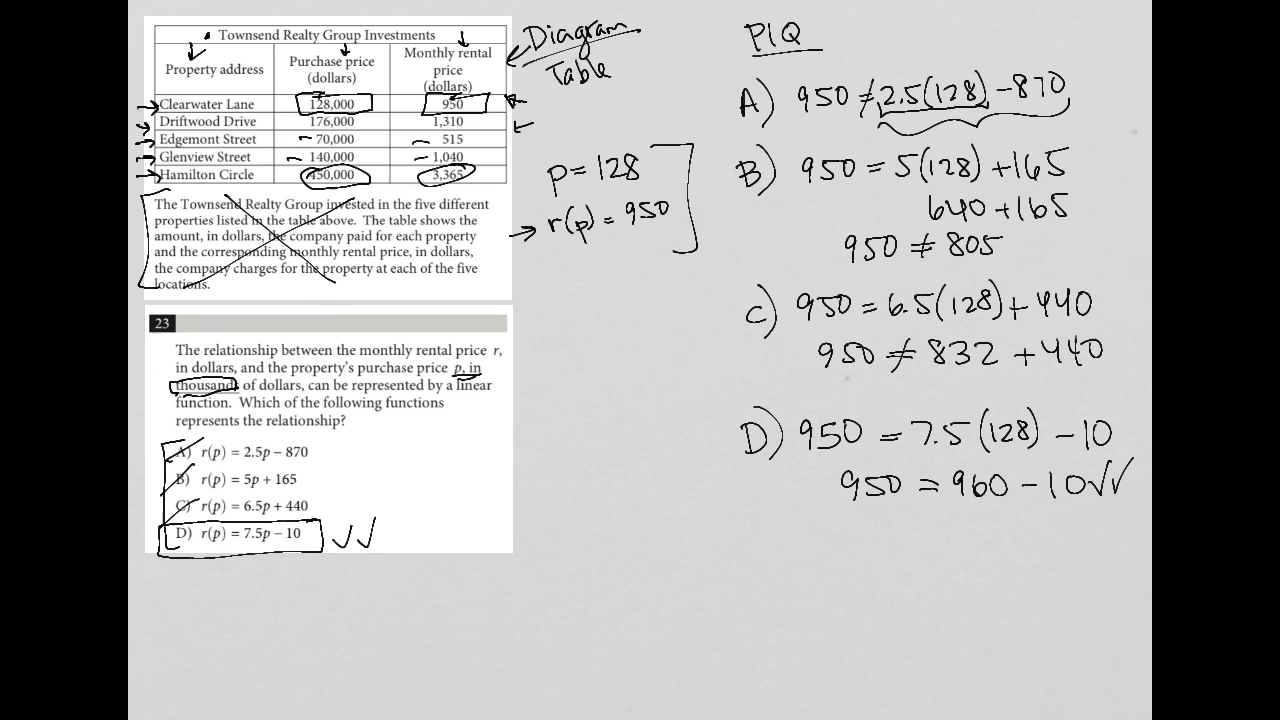 Townsend Realty Group Investments
Property address
Purchase price
(dollars)
Monthly rental
price
(dollars)
Clearwater Lane 128,000 950
Driftwood Drive 176,000 1,310
Edgemont Street 70,000 515
Glenview Street 140,000 1,040
Hamilton Circle 450,000 3,365
The Townsend Realty Group invested in the five different
properties listed in the table above. The table shows the
amount, in dollars, the company paid for each property
and the corresponding monthly rental price, in dollars,
the company charges for the property at each of the five
locations.
23
The relationship between the monthly rental price r,
in dollars, and the property's purchase price p, in
thousands of dollars, can be represented by a linear
function. Which of the following functions
represents the relationship?
A) r(p) = 2.5p − 870
B) r(p) = 5p + 165
C) r(p) = 6.5p + 440
D) r(p) = 7.5p − 10
Diagram
Table
p = 128
r(p) = 950
PIQ
A) 950 ≠ 2.5(128) − 870
B) 950 = 5(128) + 165
640 + 165
950 ≠ 805
C) 950 = 6.5(128) + 440
950 ≠ 832 + 440
D) 950 = 7.5(128) − 10
950 = 960 − 10 ✓✓